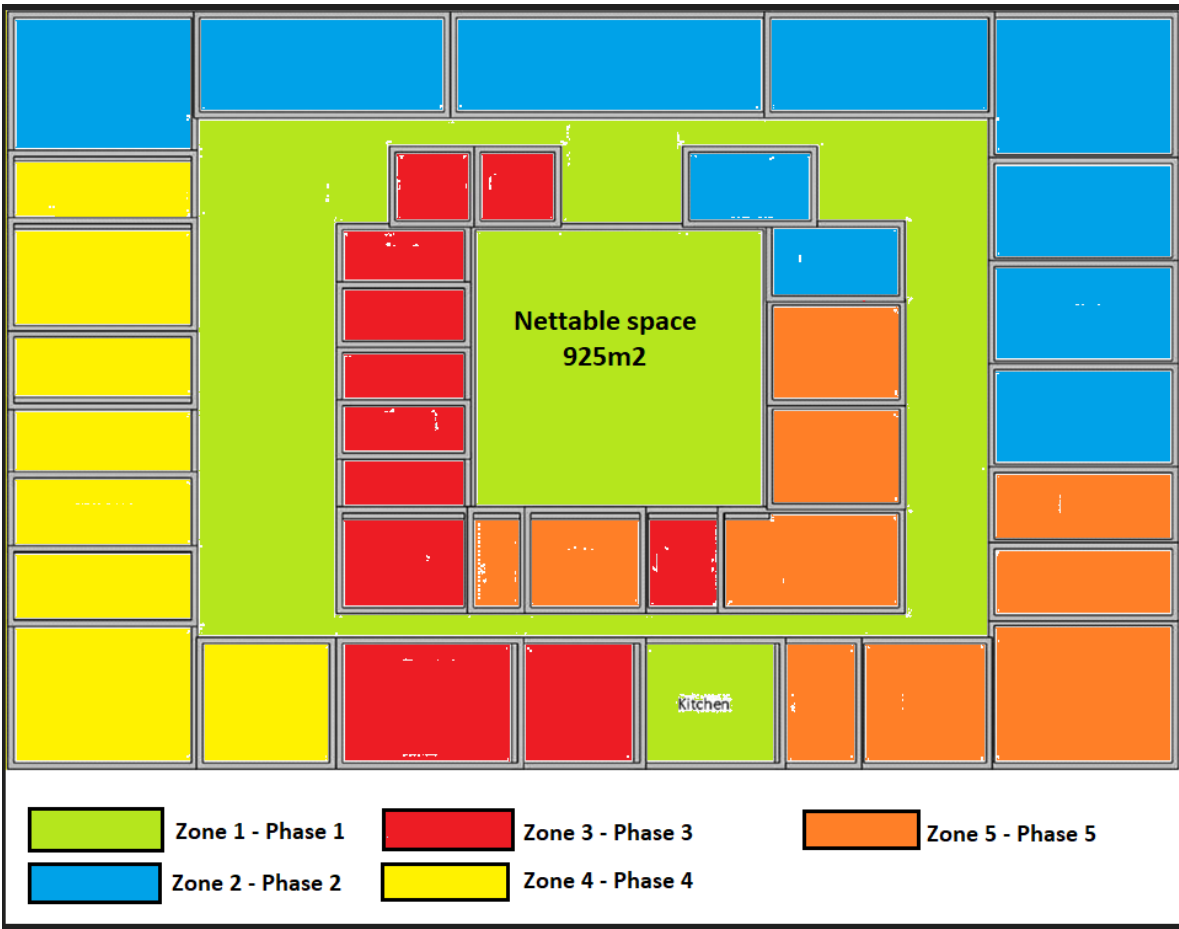 Nettable space
925m2
Kitchen
Zone 1 - Phase 1
Zone 3 - Phase 3
Zone 5 - Phase 5
Zone 2 - Phase 2
Zone 4 - Phase 4